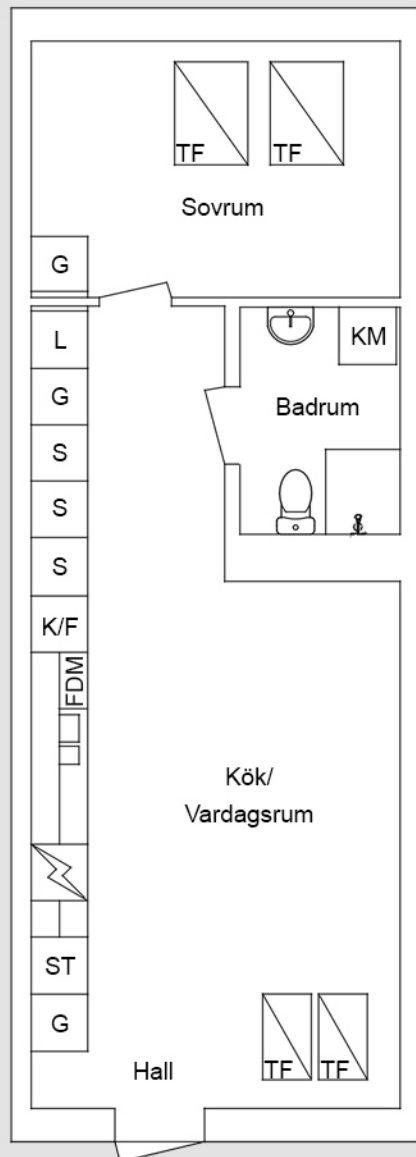 TF TF
Sovrum
G
L
KM
G
Badrum
S
S
S
K/F
FDM
Kök/
Vardagsrum
ST
G
TF TF
Hall